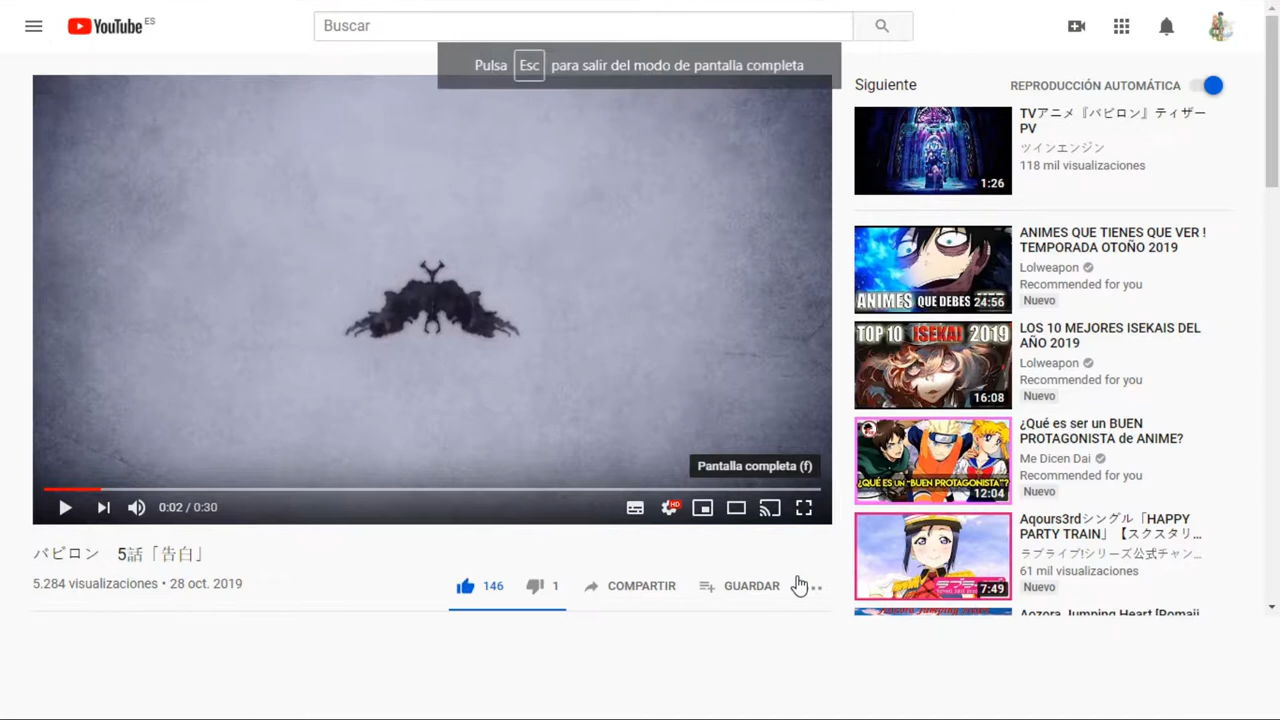 YouTube ES
Buscar
Pulsa Esc para salir del modo de pantalla completa
Pantalla completa (f)
0:02 / 0:30
HD
バビロン 5話「告白」
5.284 visualizaciones • 28 oct. 2019
146
1
COMPARTIR
GUARDAR
Siguiente
REPRODUCCIÓN AUTOMÁTICA
1:26
TVアニメ『バビロン』ティザー
PV
ツインエンジン
118 mil visualizaciones
ANIMES QUE DEBES
24:56
ANIMES QUE TIENES QUE VER !
TEMPORADA OTOÑO 2019
Lolweapon
Recommended for you
Nuevo
TOP 10 ISEKAI 2019
16:08
LOS 10 MEJORES ISEKAIS DEL
AÑO 2019
Lolweapon
Recommended for you
Nuevo
¿QUÉ ES UN "BUEN PROTAGONISTA"?
12:04
¿Qué es ser un BUEN
PROTAGONISTA de ANIME?
Me Dicen Dai
Recommended for you
Nuevo
7:49
Aqours3rdシングル「HAPPY
PARTY TRAIN」【スクスタリ...
ラブライブ!シリーズ公式チャン...
61 mil visualizaciones
Nuevo
Aozora Jumping Heart [Romaji